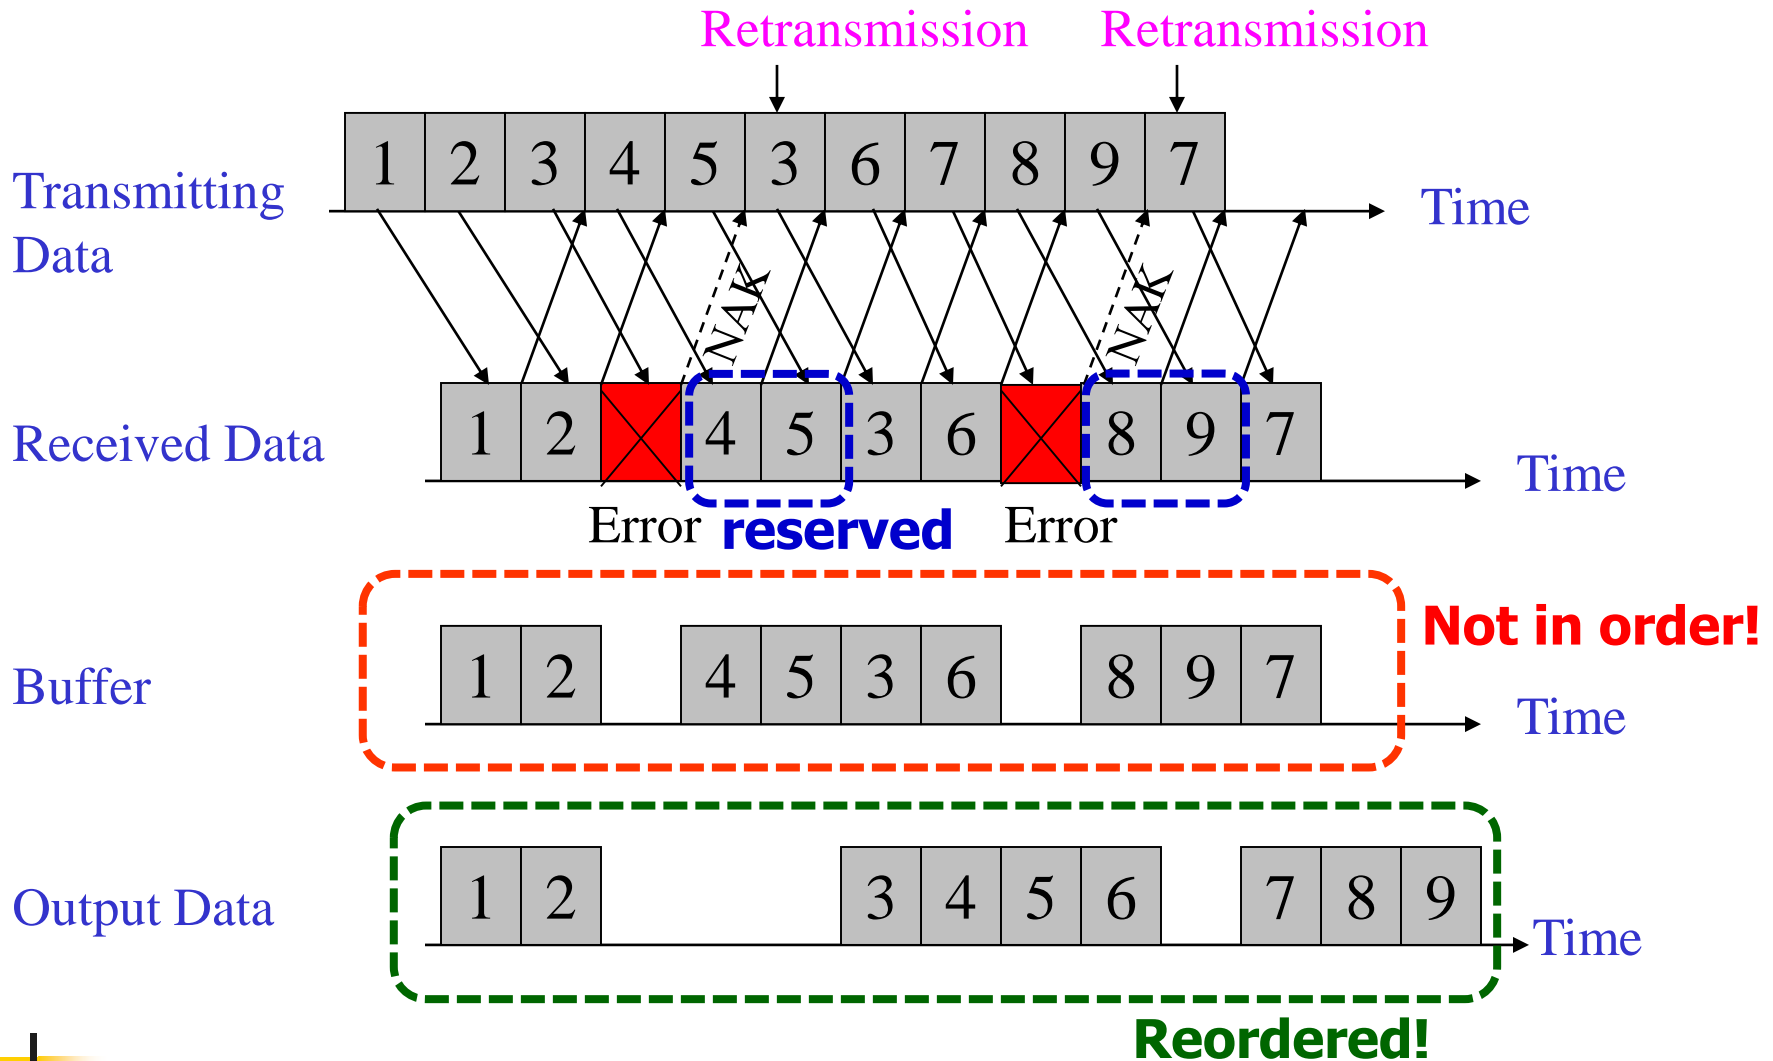 Retransmission Retransmission
1 2 3 4 5 3 6 7 8 9 7
Transmitting
Data
Time
NAK NAK
1 2 4 5 3 6 8 9 7
Received Data
Time
Error reserved Error
Not in order!
1 2 4 5 3 6 8 9 7
Buffer
Time
1 2 3 4 5 6 7 8 9
Output Data
Time
Reordered!